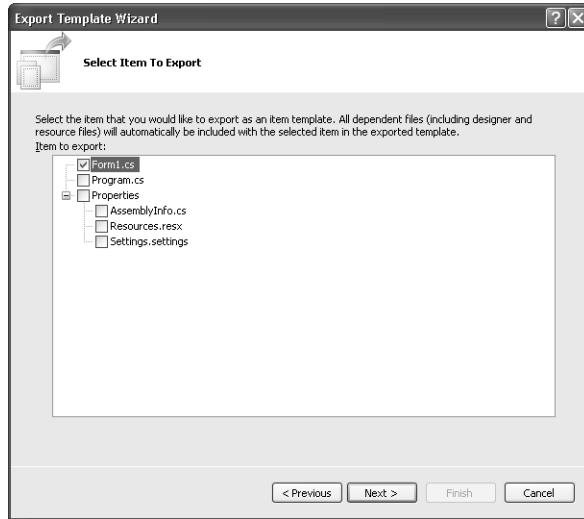 Export Template Wizard
Select Item To Export
Select the item that you would like to export as an item template. All dependent files (including designer and
resource files) will automatically be included with the selected item in the exported template.
Item to export:
Form1.cs
Program.cs
Properties
AssemblyInfo.cs
Resources.resx
Settings.settings
< Previous
Next >
Finish
Cancel